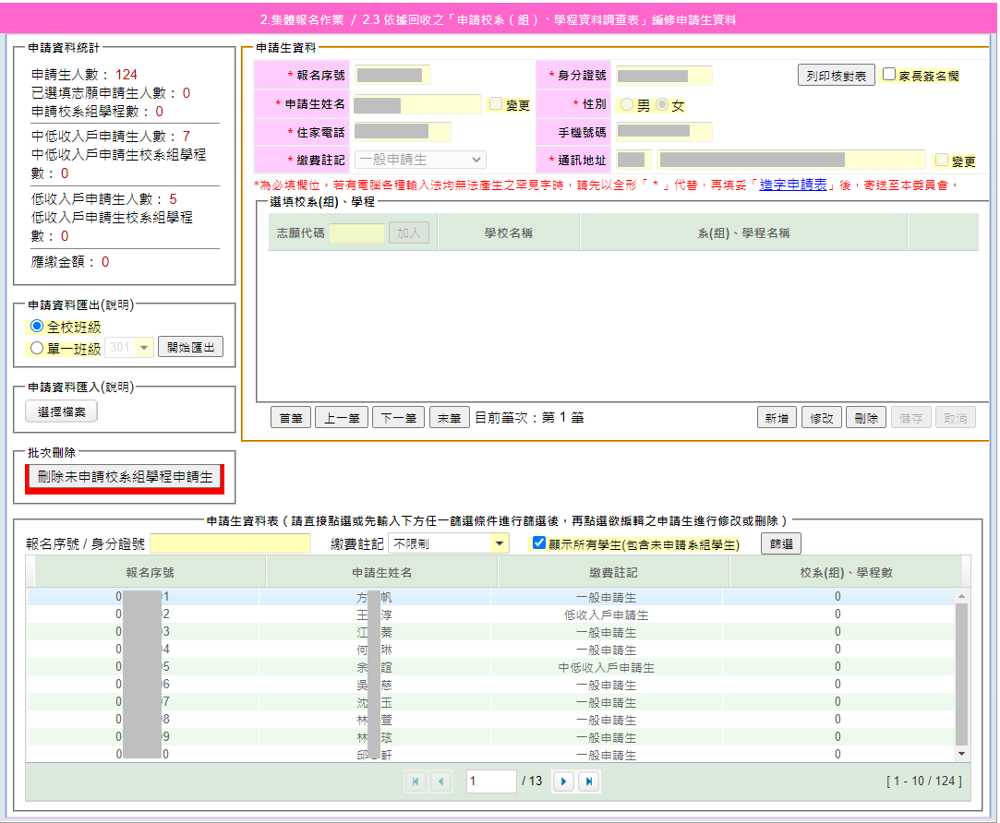 2.集體報名作業 / 2.3 依據回收之「申請校系（組）、學程資料調查表」編修申請生資料
申請資料統計
申請生人數： 124
已選填志願申請生人數： 0
申請校系組學程數： 0
中低收入戶申請生人數： 7
中低收入戶申請生校系組學程
數： 0
低收入戶申請生人數： 5
低收入戶申請生校系組學程
數： 0
應繳金額： 0
申請資料匯出(說明)
全校班級
單一班級 301 開始匯出
申請資料匯入(說明)
選擇檔案
批次刪除
刪除未申請校系組學程申請生
申請生資料
* 報名序號 * 身分證號 列印核對表 家長簽名欄
* 申請生姓名 變更 * 性別 男 女
* 住家電話 手機號碼
* 繳費註記 一般申請生 * 通訊地址 變更
*為必填欄位。若有電腦各種輸入法均無法產生之罕見字時，請先以全形「＊」代替，再填妥「造字申請表」後，寄送至本委員會。
選填校系(組)、學程
志願代碼 加入 學校名稱 系(組)、學程名稱
首筆 上一筆 下一筆 末筆 目前筆次：第 1 筆 新增 修改 刪除 儲存 取消
申請生資料表（請直接點選或先輸入下方任一篩選條件進行篩選後，再點選欲編輯之申請生進行修改或刪除）
報名序號 / 身分證號 繳費註記 不限制 顯示所有學生(包含未申請系組學生) 篩選
報名序號 申請生姓名 繳費註記 校系(組)、學程數
0 1 方 帆 一般申請生 0
0 2 王 淳 低收入戶申請生 0
0 3 江 蓁 一般申請生 0
0 4 何 琳 一般申請生 0
0 5 余 誼 中低收入戶申請生 0
0 6 吳 慈 一般申請生 0
0 7 沈 玉 一般申請生 0
0 8 林 萱 一般申請生 0
0 9 林 玹 一般申請生 0
0 0 邱 軒 一般申請生 0
1 / 13 [ 1 - 10 / 124 ]